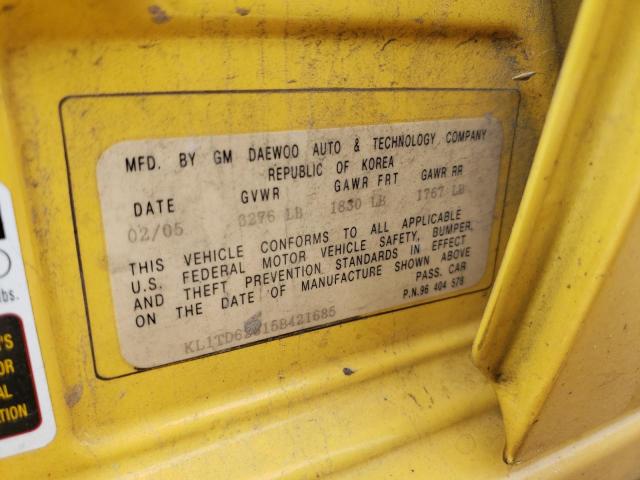 MFD. BY GM DAEWOO AUTO & TECHNOLOGY COMPANY
REPUBLIC OF KOREA
DATE GVWR GAWR FRT GAWR RR
02/05 3276 LB 1830 LB 1767 LB
THIS VEHICLE CONFORMS TO ALL APPLICABLE
U.S. FEDERAL MOTOR VEHICLE SAFETY, BUMPER,
AND THEFT PREVENTION STANDARDS IN EFFECT
ON THE DATE OF MANUFACTURE SHOWN ABOVE
PASS. CAR
P.N.96 404 578
lbs.